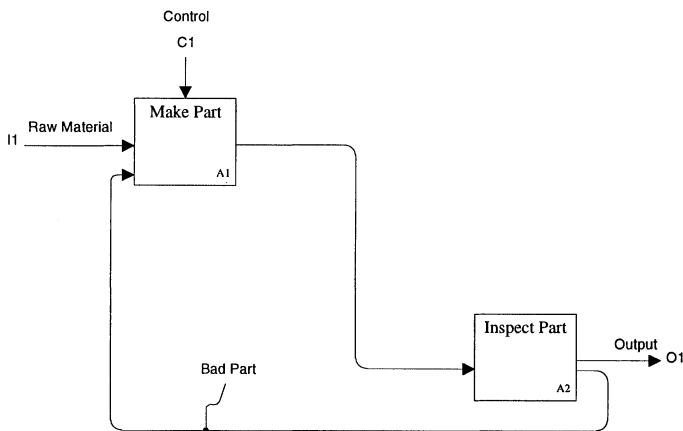 Control
C1
Make Part
Raw Material
I1
A1
Inspect Part
Output
O1
Bad Part
A2